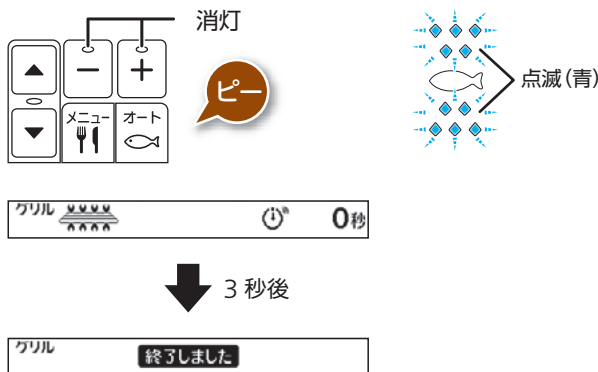 消灯
ピー
メニュー
オート
点滅(青)
グリル
0秒
3秒後
グリル
終了しました